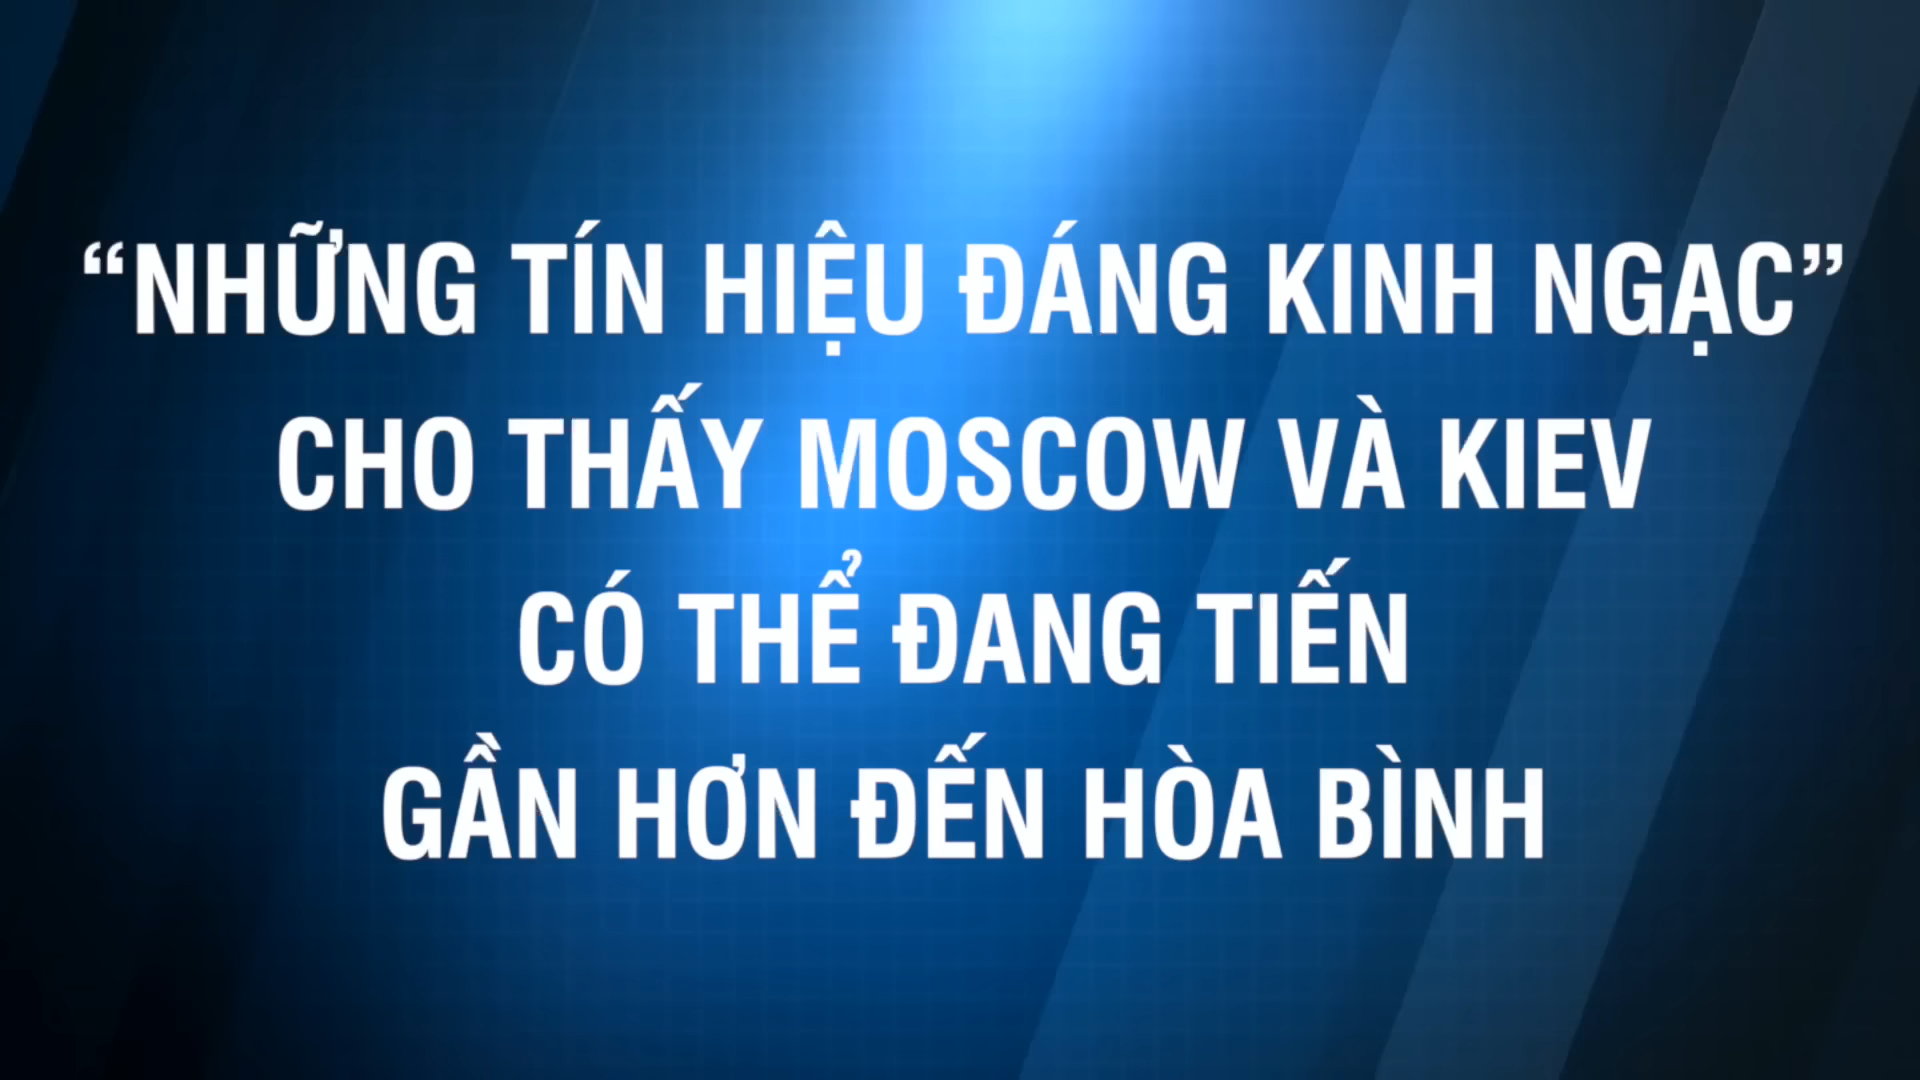 “NHỮNG TÍN HIỆU ĐÁNG KINH NGẠC”
CHO THẤY MOSCOW VÀ KIEV
CÓ THỂ ĐANG TIẾN
GẦN HƠN ĐẾN HÒA BÌNH